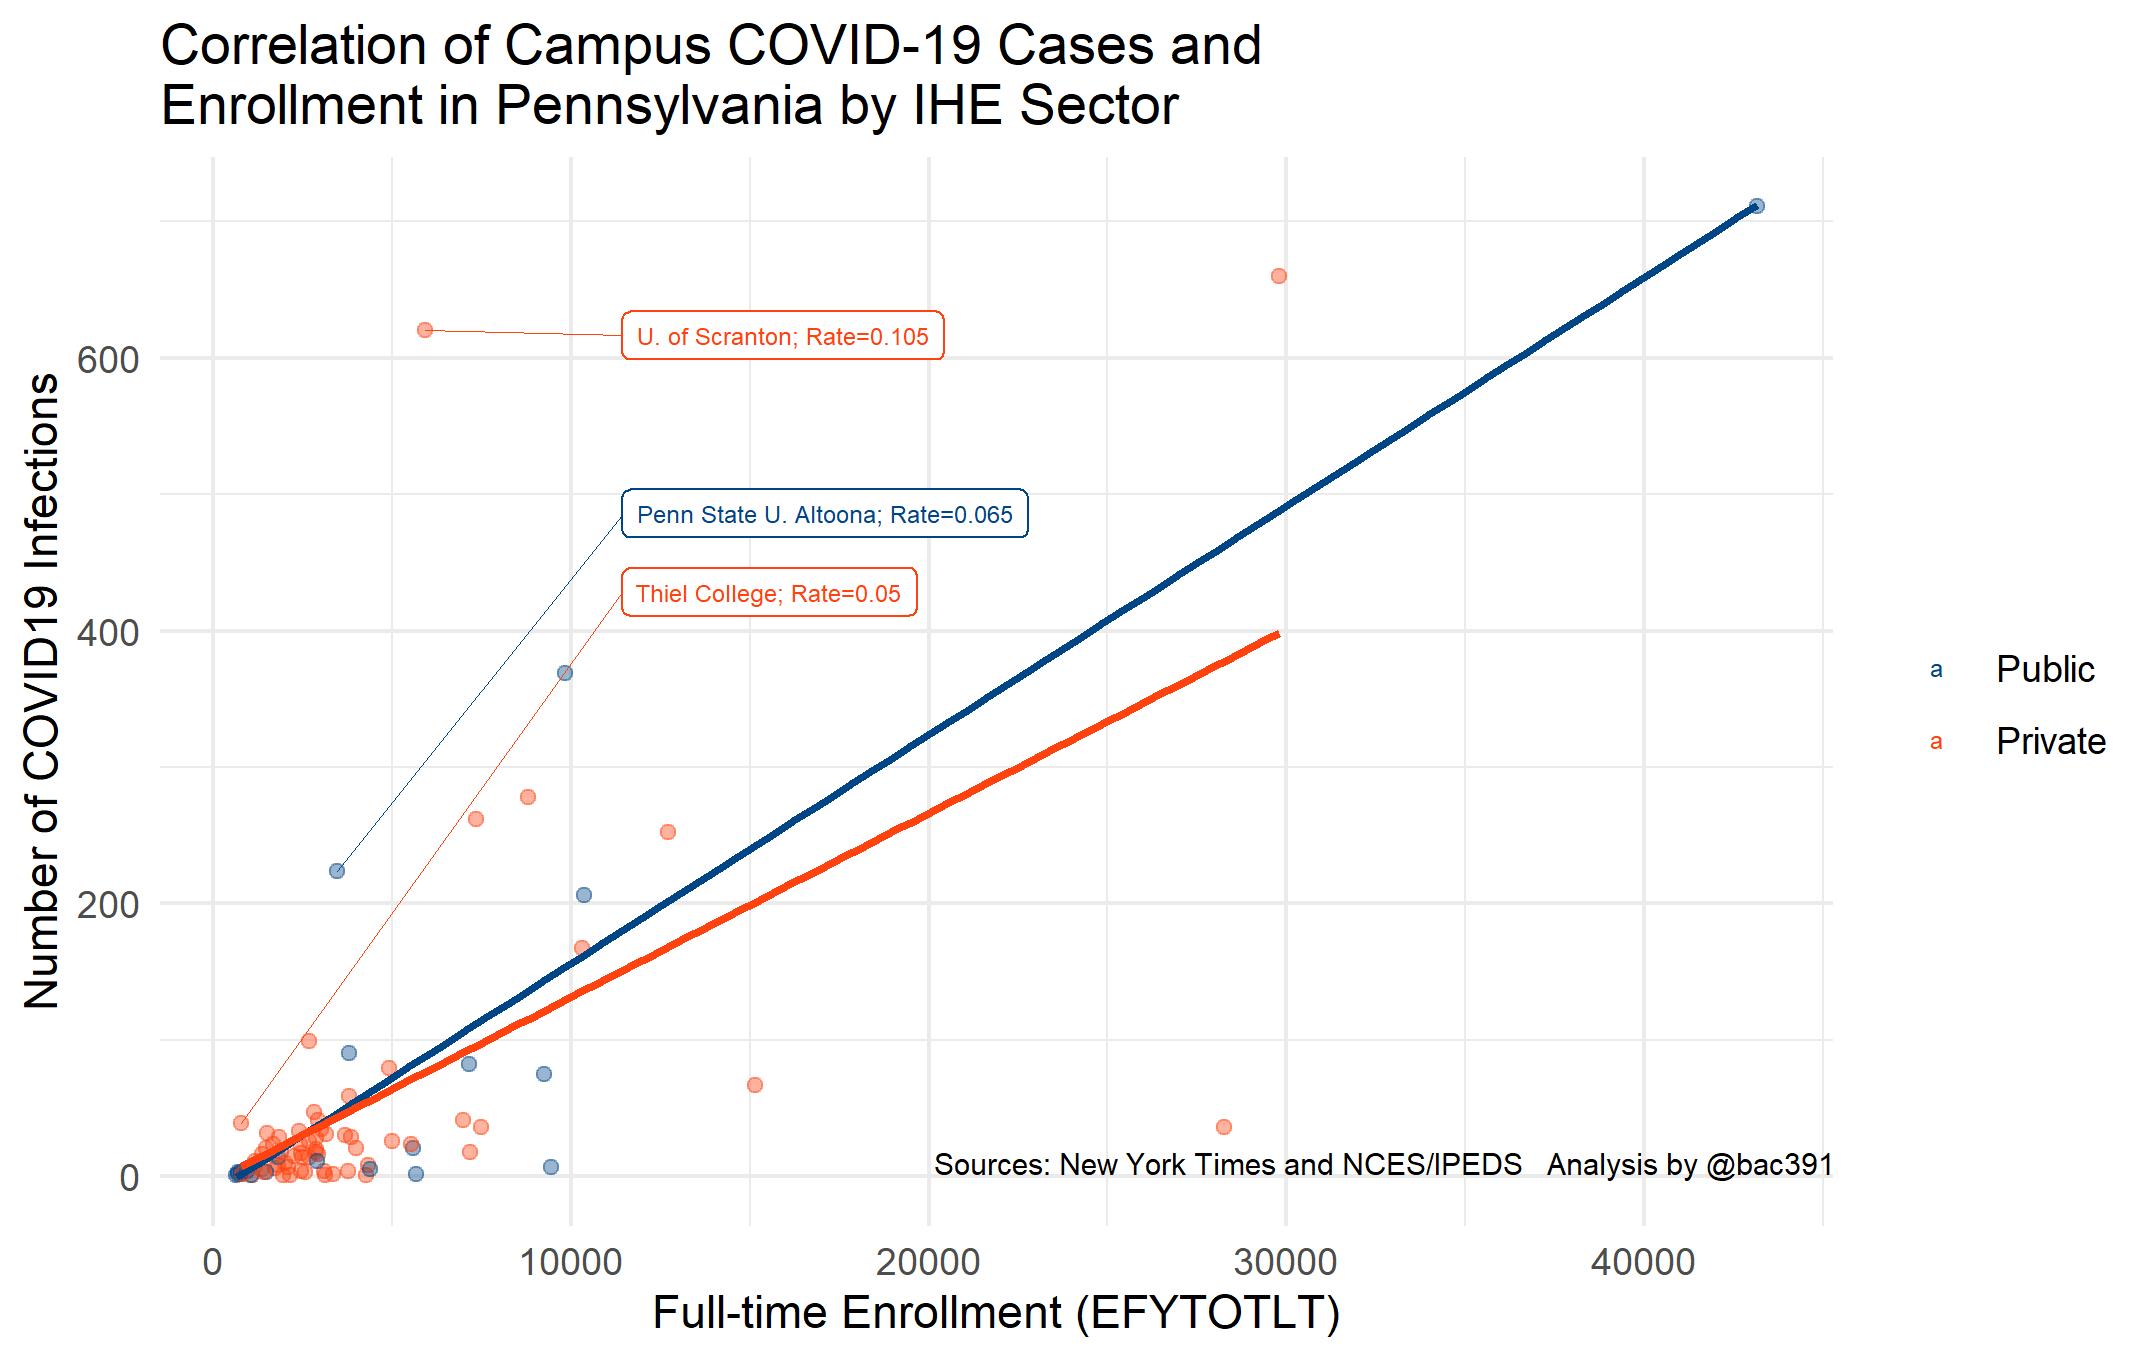 Correlation of Campus COVID-19 Cases and
Enrollment in Pennsylvania by IHE Sector
Number of COVID19 Infections
600
400
200
0
U. of Scranton; Rate=0.105
Penn State U. Altoona; Rate=0.065
Thiel College; Rate=0.05
a Public
a Private
Sources: New York Times and NCES/IPEDS   Analysis by @bac391
0 10000 20000 30000 40000
Full-time Enrollment (EFYTOTLT)